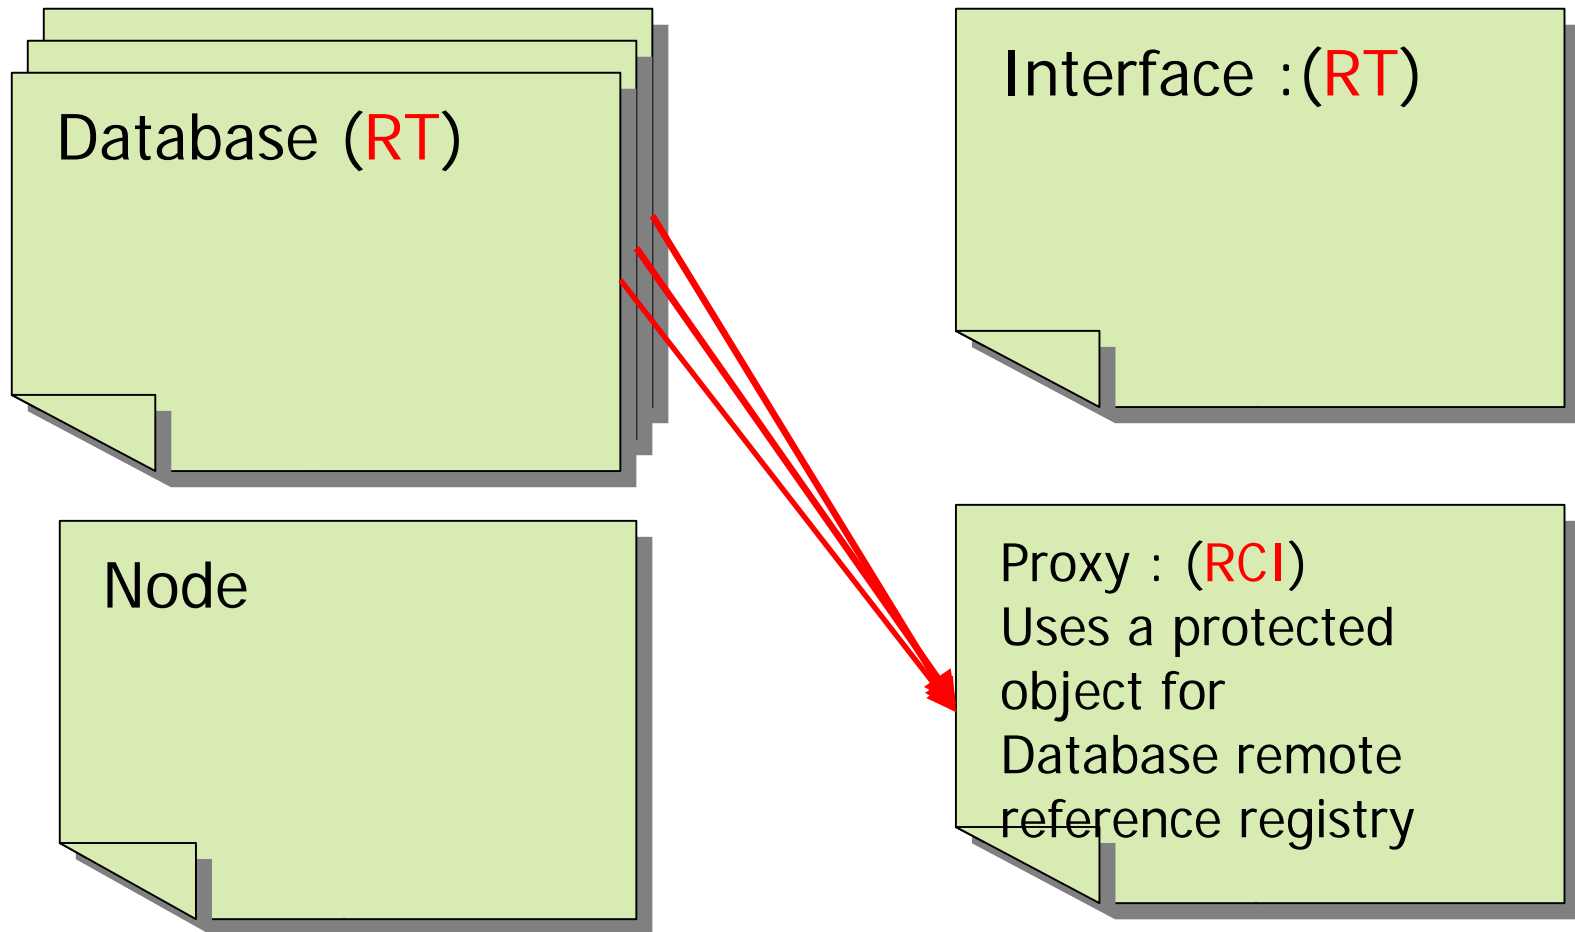 Database (RT)
Interface :(RT)
Node
Proxy : (RCI)
Uses a protected
object for
Database remote
reference registry